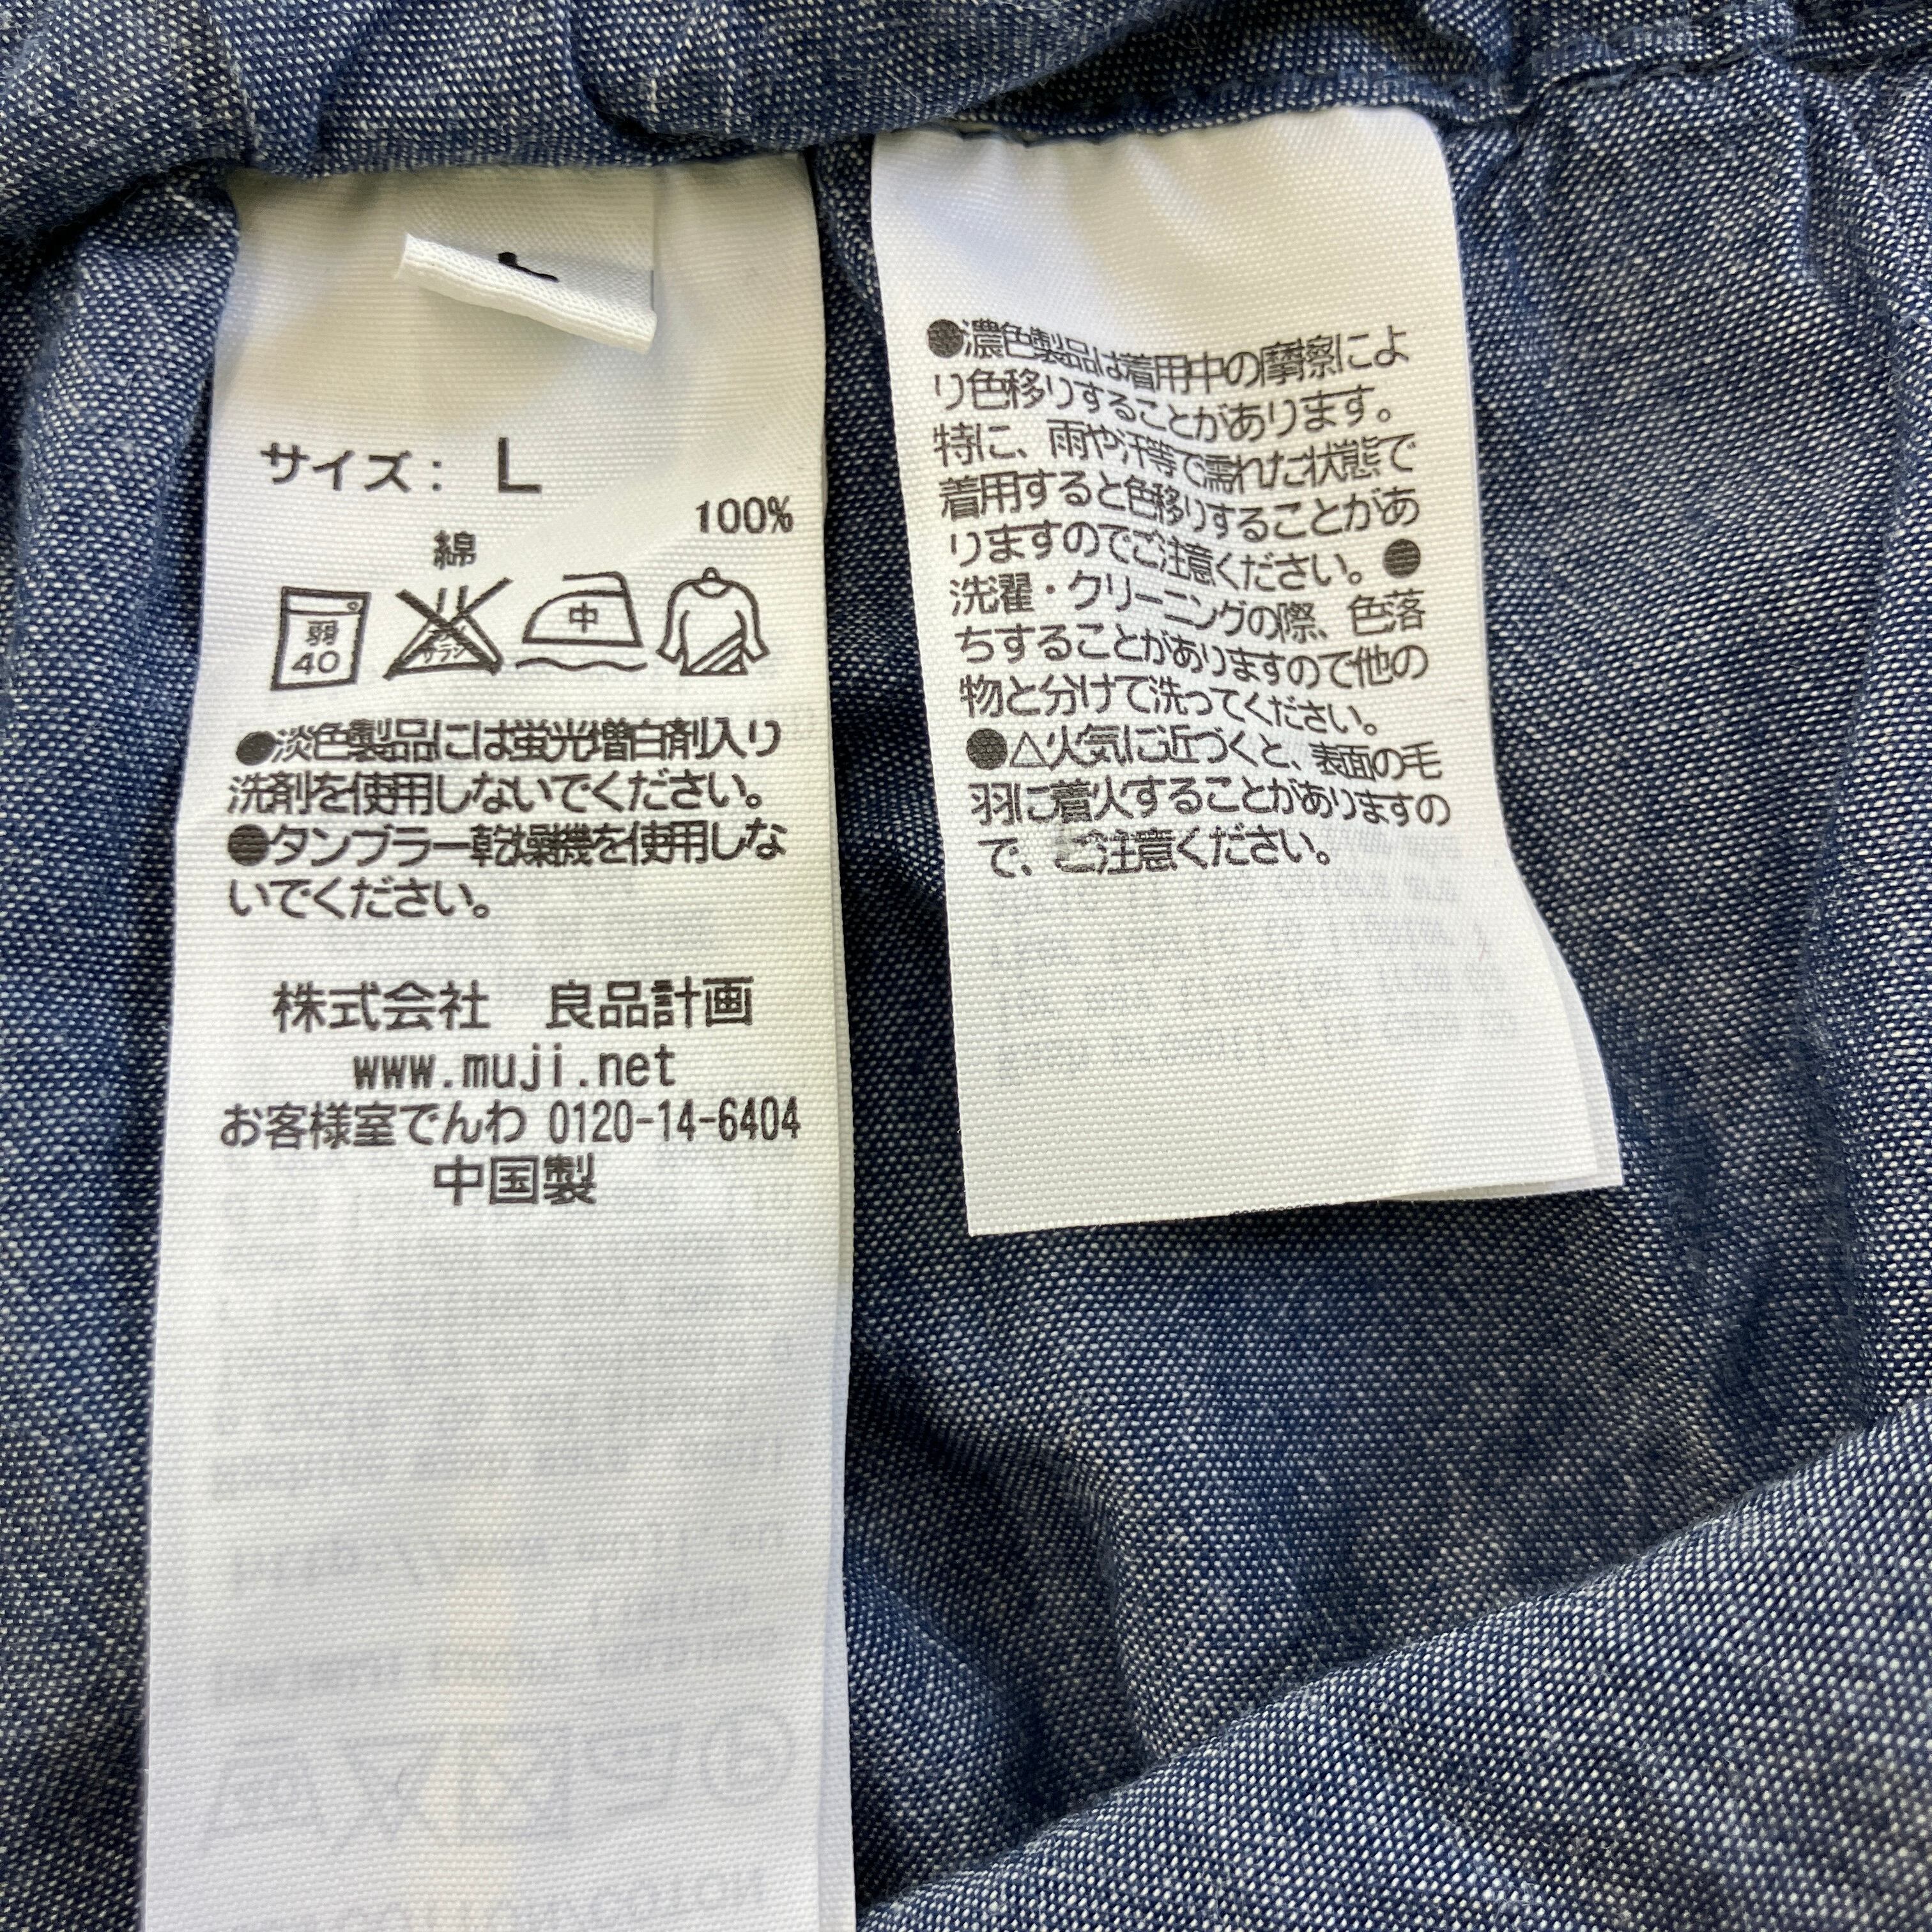 サイズ： L
綿 100%
弱 40
中
●淡色製品には蛍光増白剤入り
洗剤を使用しないでください。
●タンブラー乾燥機を使用しな
いでください。
株式会社 良品計画
www.muji.net
お客様室でんわ 0120-14-6404
中国製
●濃色製品は着用中の摩擦によ
り色移りすることがあります。
特に、雨や汗等で濡れた状態で
着用すると色移りすることがあ
りますのでご注意ください。●
洗濯・クリーニングの際、色落
ちすることがありますので他の
物と分けて洗ってください。
●△火気に近づくと、表面の毛
羽に着火することがありますの
で、ご注意ください。